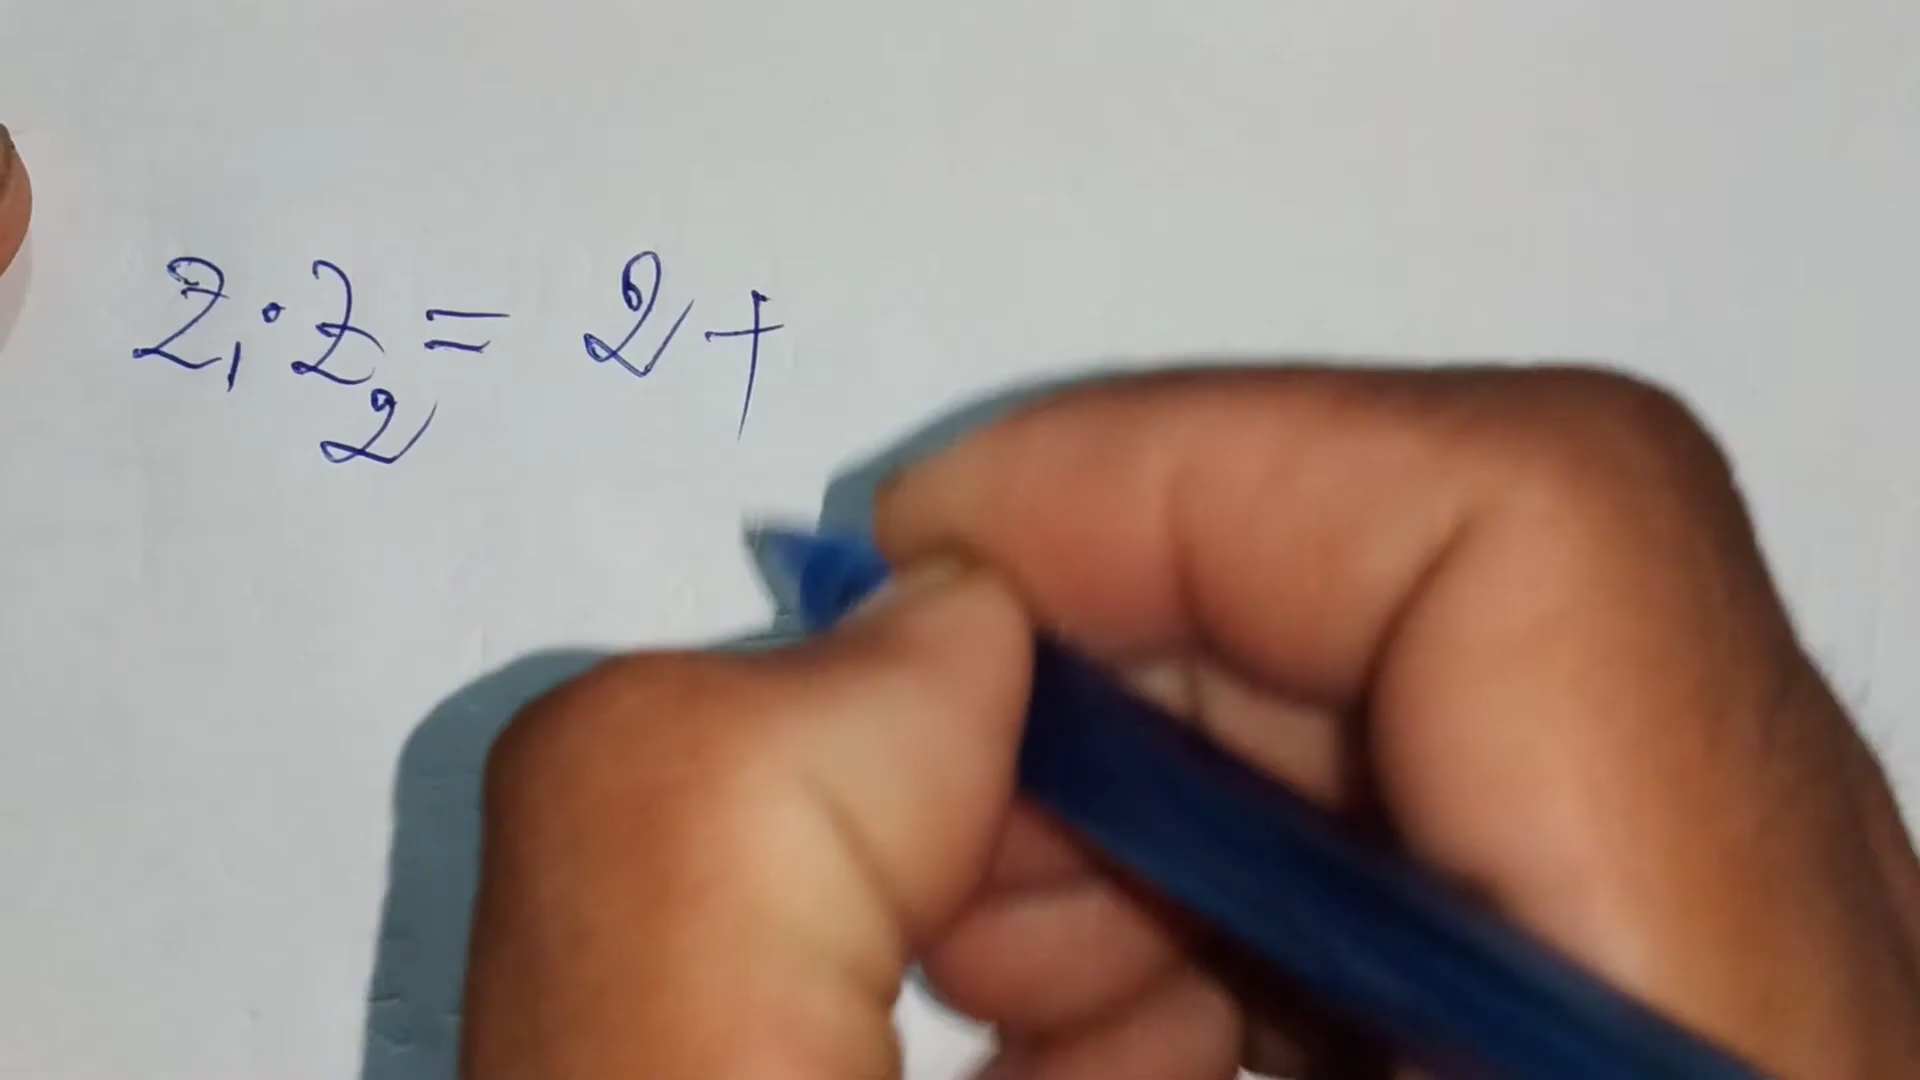 z₁·z₂ = 2 +